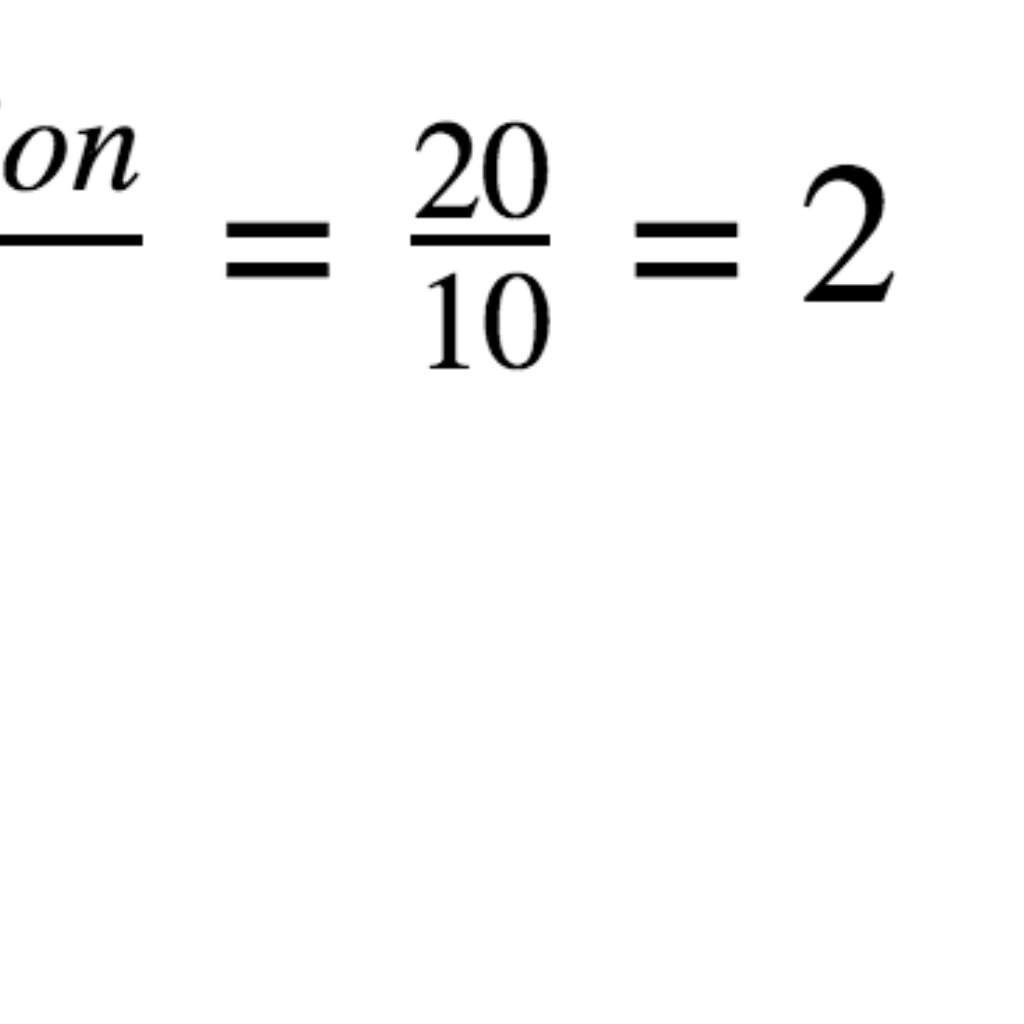 on = 20/10 = 2